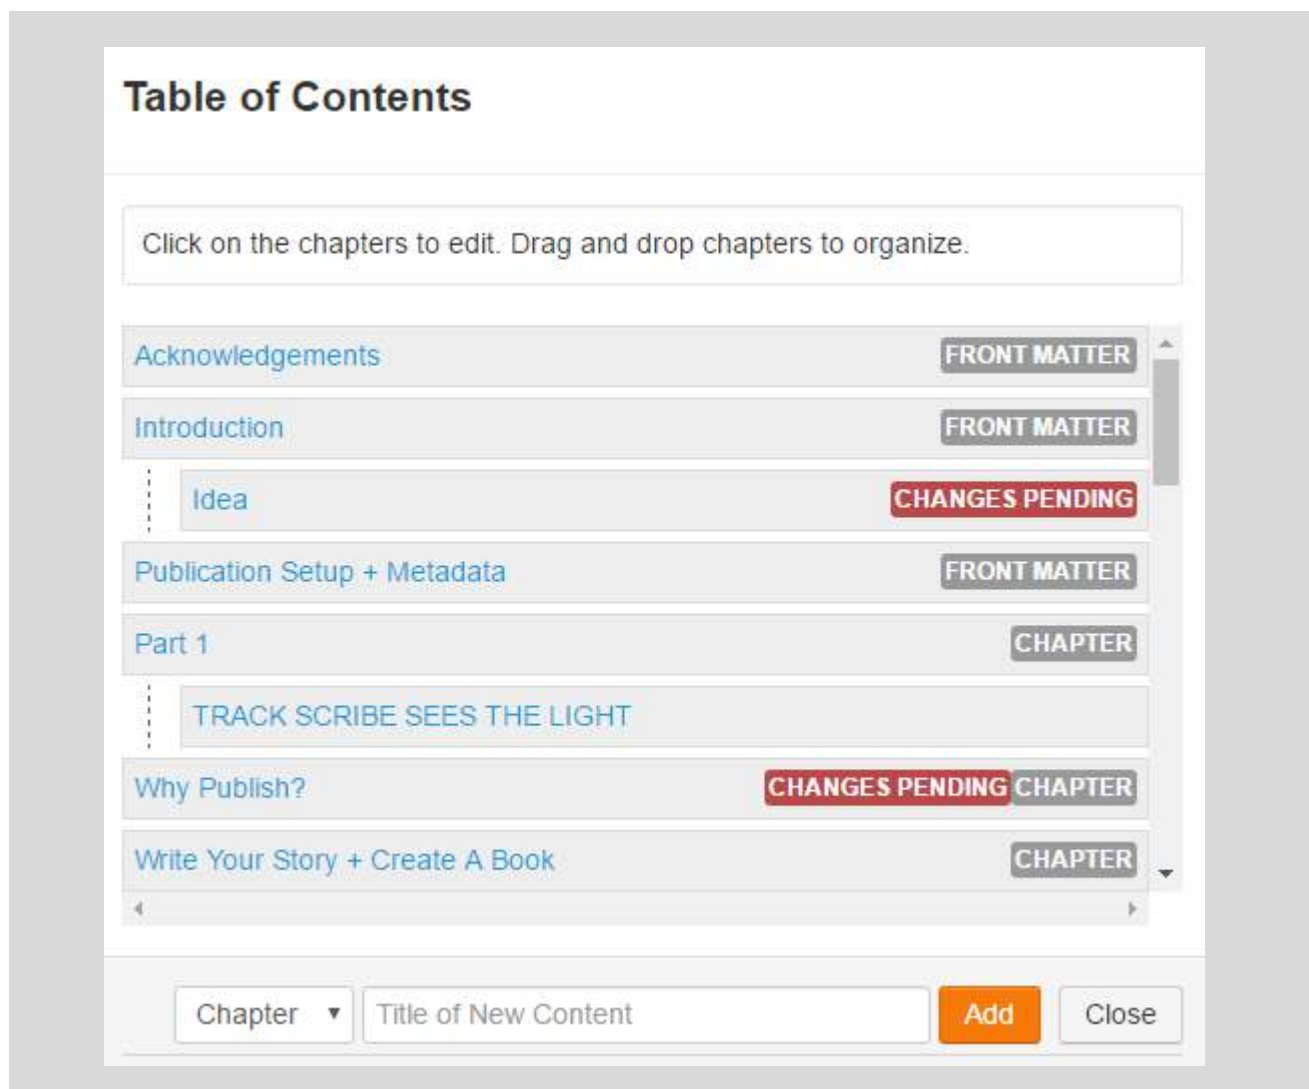 Table of Contents
Click on the chapters to edit. Drag and drop chapters to organize.
Acknowledgements FRONT MATTER
Introduction FRONT MATTER
Idea CHANGES PENDING
Publication Setup + Metadata FRONT MATTER
Part 1 CHAPTER
TRACK SCRIBE SEES THE LIGHT
Why Publish? CHANGES PENDING CHAPTER
Write Your Story + Create A Book CHAPTER
Chapter Title of New Content Add Close